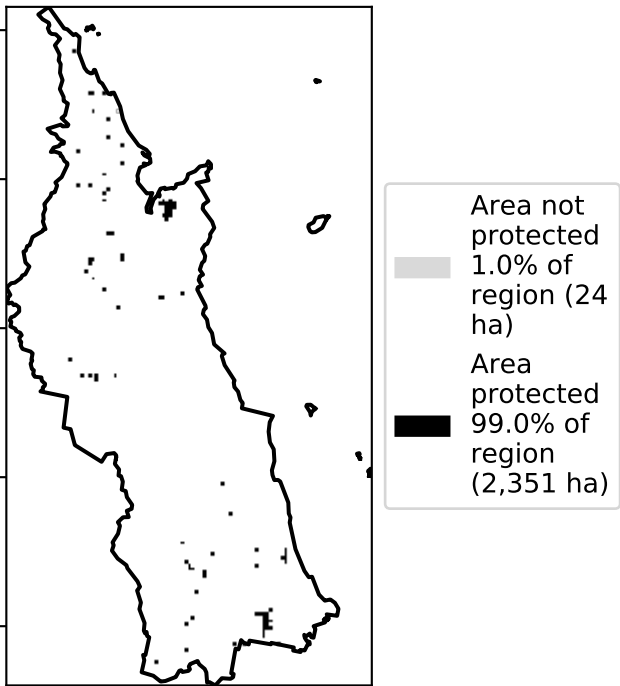 Area not
protected
1.0% of
region (24
ha)
Area
protected
99.0% of
region
(2,351 ha)